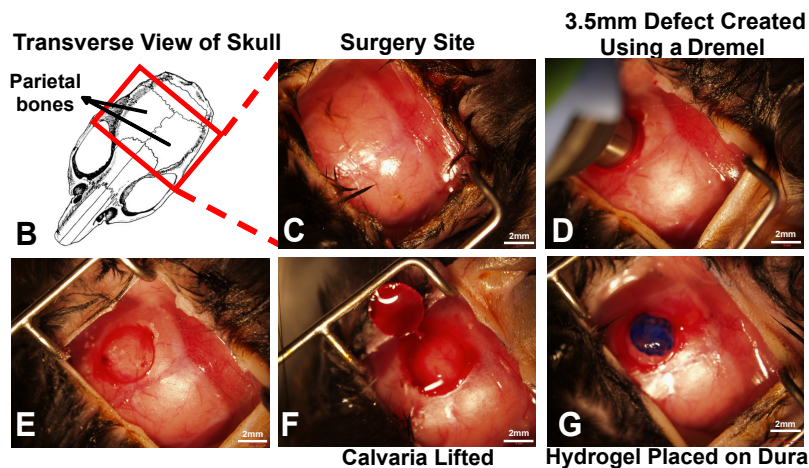 Transverse View of Skull
Surgery Site
3.5mm Defect Created
Using a Dremel
Parietal
bones
B
C
2mm
D
2mm
E
2mm
F
2mm
G
2mm
Calvaria Lifted
Hydrogel Placed on Dura